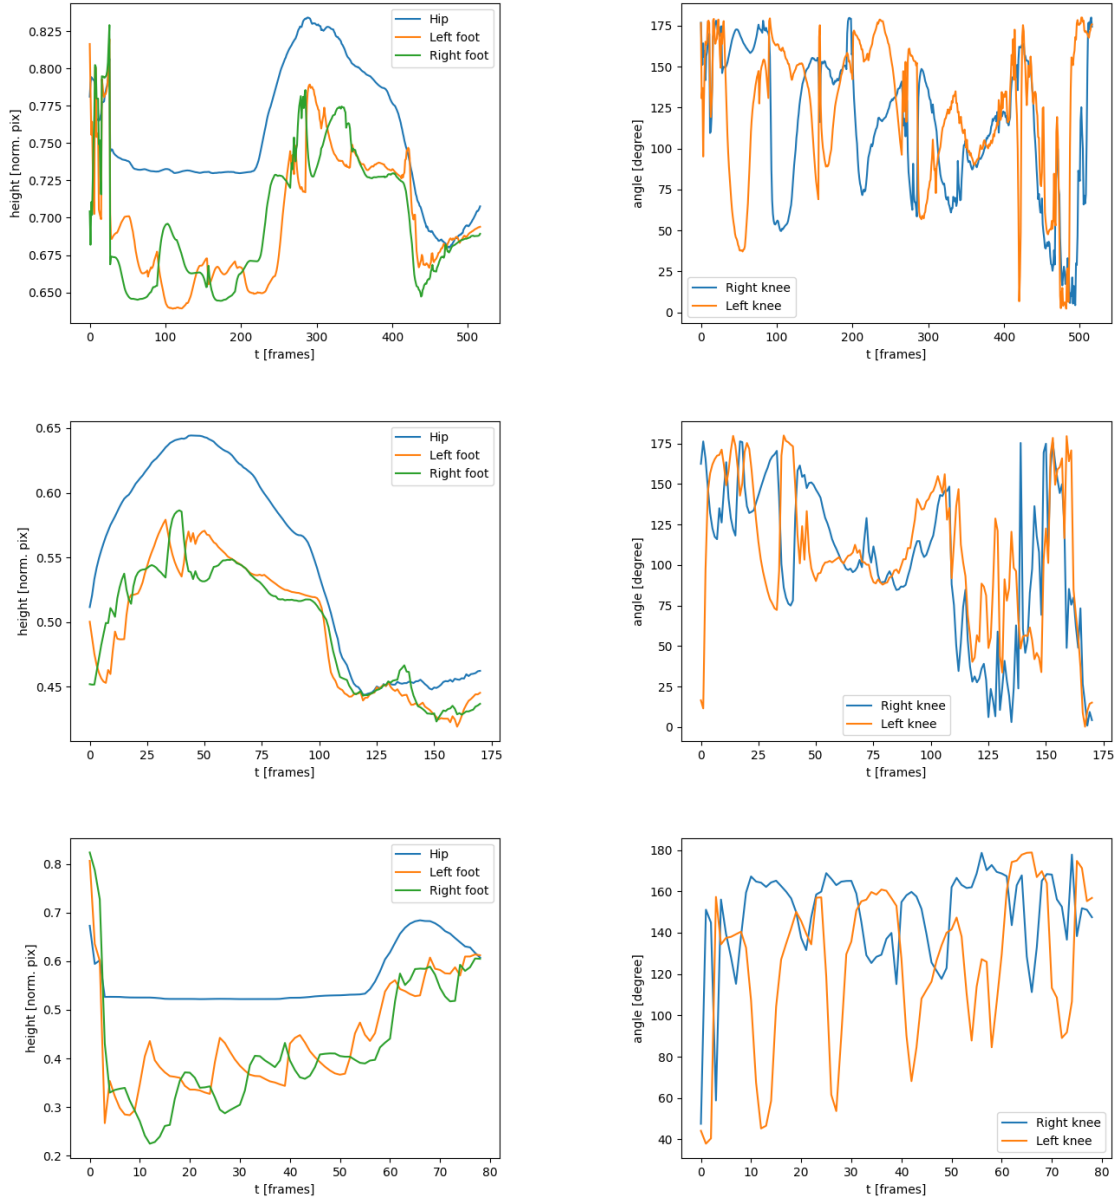 height [norm. pix]
0.825
0.800
0.775
0.750
0.725
0.700
0.675
0.650
Hip
Left foot
Right foot
0 100 200 300 400 500
t [frames]
angle [degree]
175
150
125
100
75
50
25
0
Right knee
Left knee
0 100 200 300 400 500
t [frames]
height [norm. pix]
0.65
0.60
0.55
0.50
0.45
Hip
Left foot
Right foot
0 25 50 75 100 125 150 175
t [frames]
angle [degree]
175
150
125
100
75
50
25
0
Right knee
Left knee
0 25 50 75 100 125 150 175
t [frames]
height [norm. pix]
0.8
0.7
0.6
0.5
0.4
0.3
0.2
Hip
Left foot
Right foot
0 10 20 30 40 50 60 70 80
t [frames]
angle [degree]
180
160
140
120
100
80
60
40
Right knee
Left knee
0 10 20 30 40 50 60 70 80
t [frames]